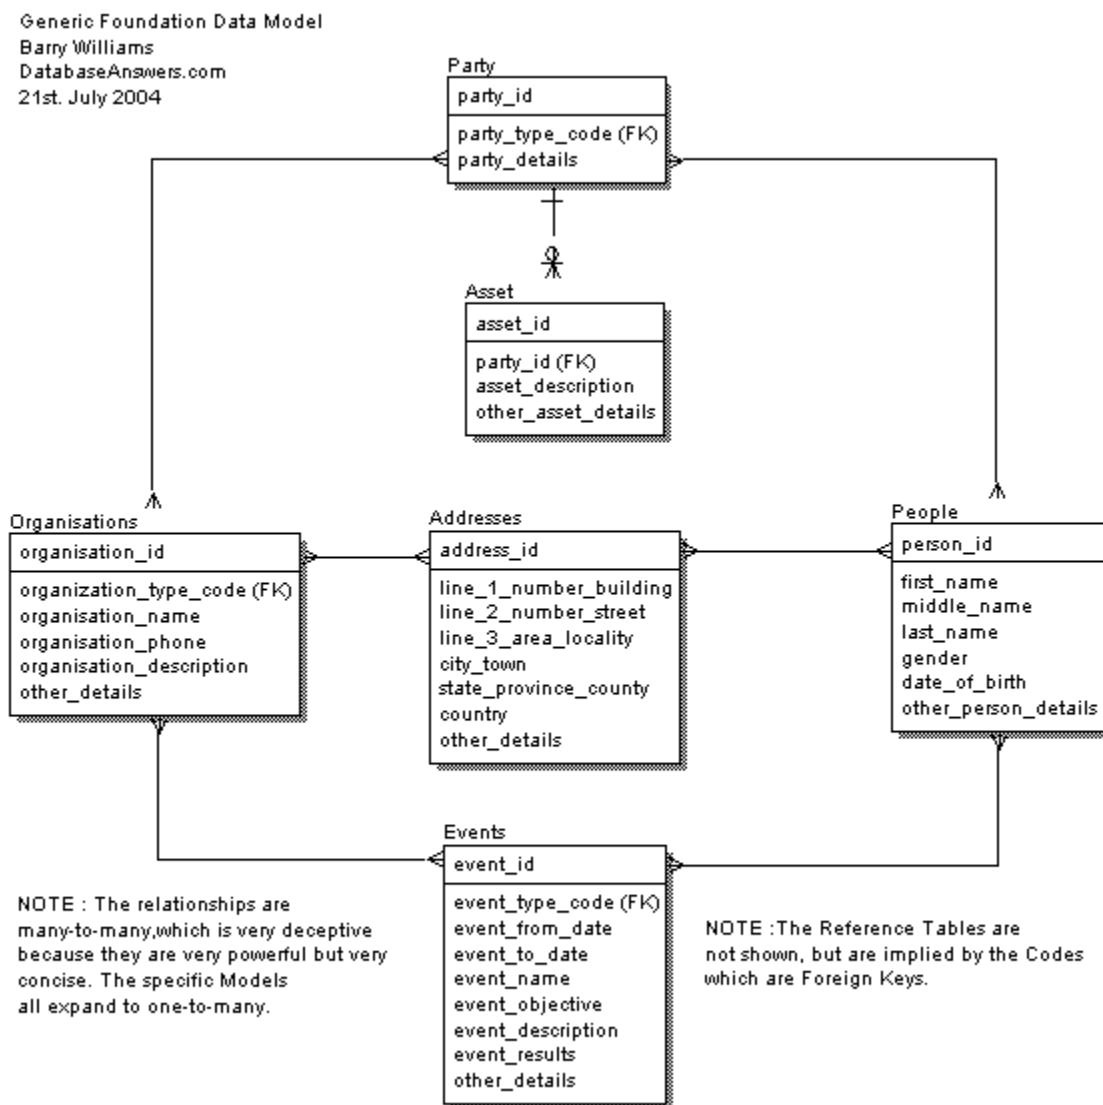 Generic Foundation Data Model
Barry Williams
DatabaseAnswers.com
21st. July 2004
Party
party_id
party_type_code (FK)
party_details
Asset
asset_id
party_id (FK)
asset_description
other_asset_details
Organisations
organisation_id
organization_type_code (FK)
organisation_name
organisation_phone
organisation_description
other_details
Addresses
address_id
line_1_number_building
line_2_number_street
line_3_area_locality
city_town
state_province_county
country
other_details
People
person_id
first_name
middle_name
last_name
gender
date_of_birth
other_person_details
Events
event_id
event_type_code (FK)
event_from_date
event_to_date
event_name
event_objective
event_description
event_results
other_details
NOTE : The relationships are
many-to-many,which is very deceptive
because they are very powerful but very
concise. The specific Models
all expand to one-to-many.
NOTE :The Reference Tables are
not shown, but are implied by the Codes
which are Foreign Keys.